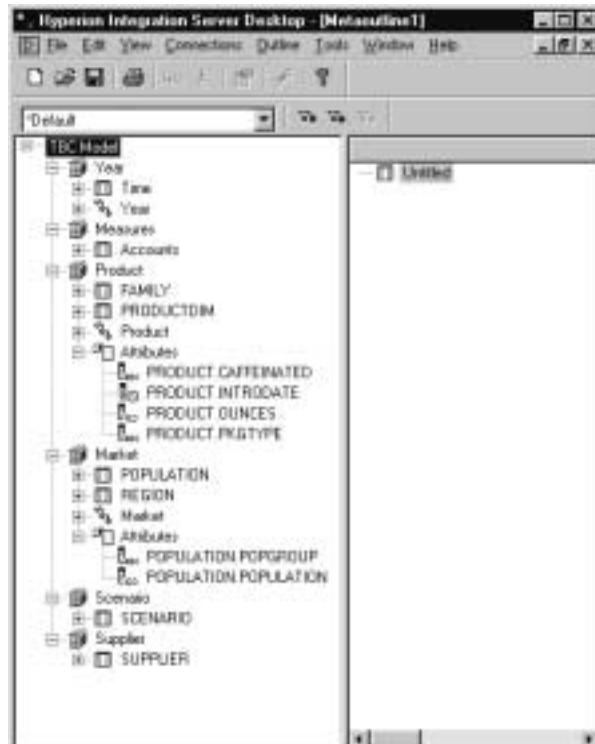 Hyperion Integration Server Desktop - [Metaoutline1]
File Edit View Connections Outline Tools Window Help
*Default
TBC Model
Year
Time
Year
Measures
Accounts
Product
FAMILY
PRODUCTDIM
Product
Attributes
PRODUCT.CAFFEINATED
PRODUCT.INTRODATE
PRODUCT.OUNCES
PRODUCT.PKGTYPE
Market
POPULATION
REGION
Market
Attributes
POPULATION.POPGROUP
POPULATION.POPULATION
Scenario
SCENARIO
Supplier
SUPPLIER
Untitled